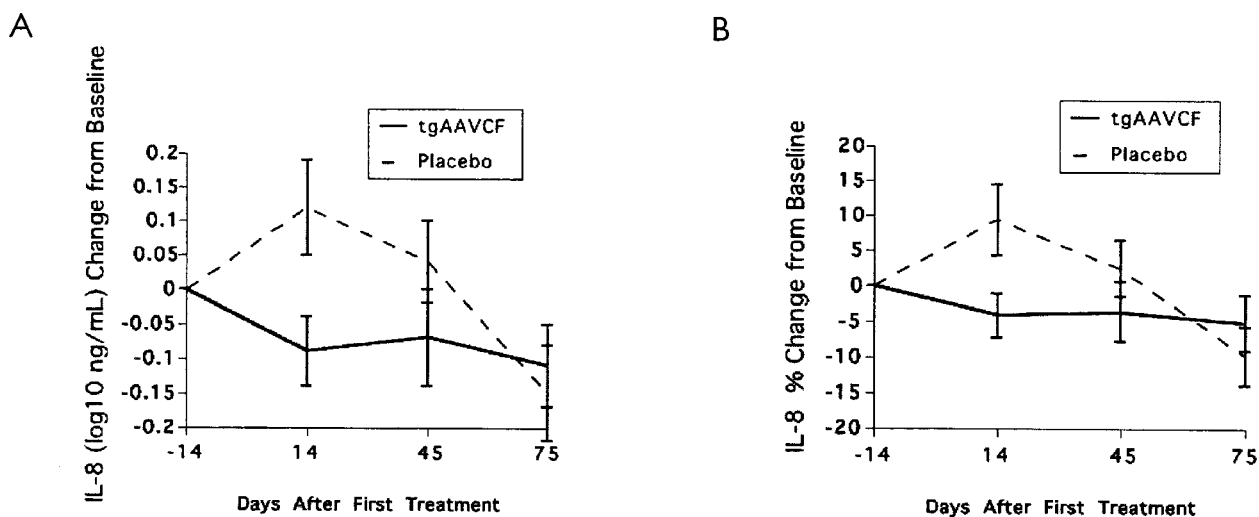 A
IL-8 (log10 ng/mL) Change from Baseline
tgAAVCF
Placebo
0.2
0.15
0.1
0.05
0
-0.05
-0.1
-0.15
-0.2
-14 14 45 75
Days After First Treatment
B
IL-8 % Change from Baseline
tgAAVCF
Placebo
20
15
10
5
0
-5
-10
-15
-20
-14 14 45 75
Days After First Treatment